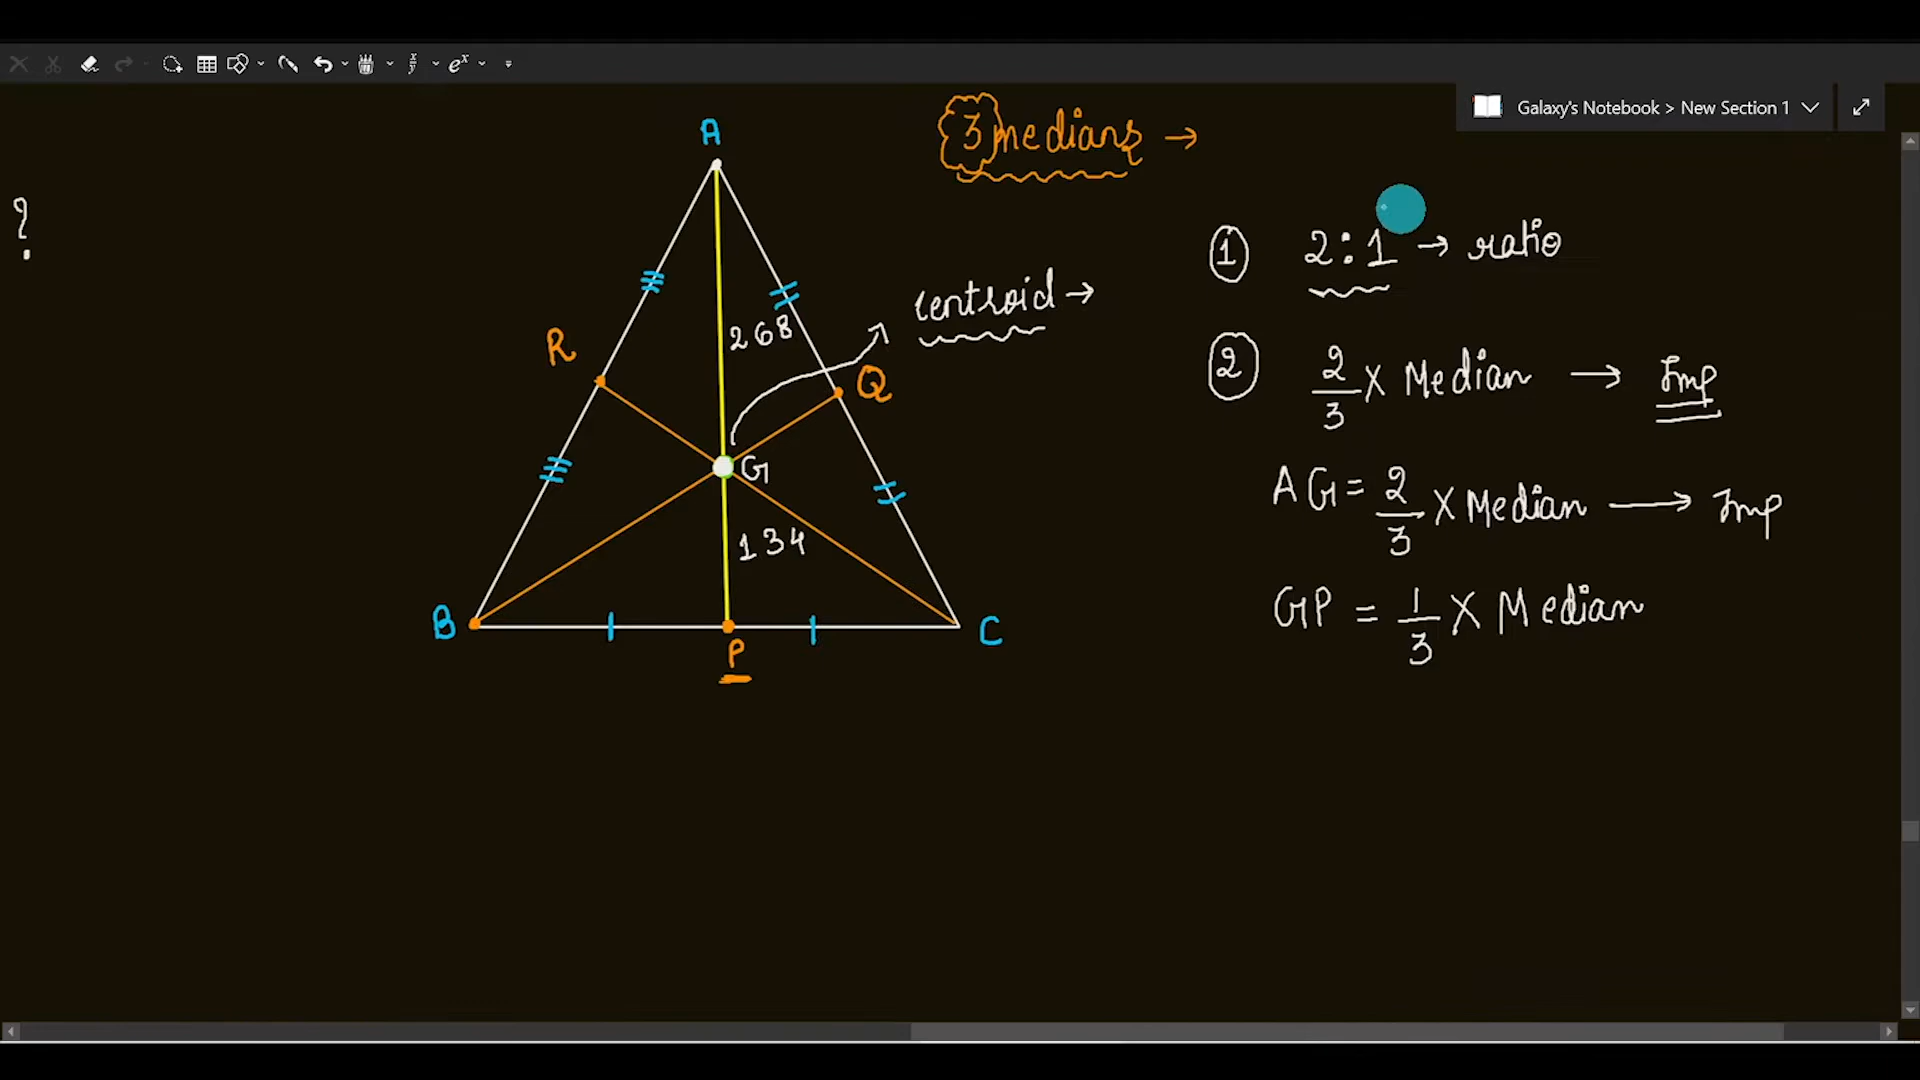 x/y
eˣ
Galaxy's Notebook > New Section 1
3 medians →
A
?
① 2:1 → ratio
268
centroid →
R
Q
② 2/3 X Median → Imp
G
AG = 2/3 X Median → Imp
134
GP = 1/3 X Median
B
C
P